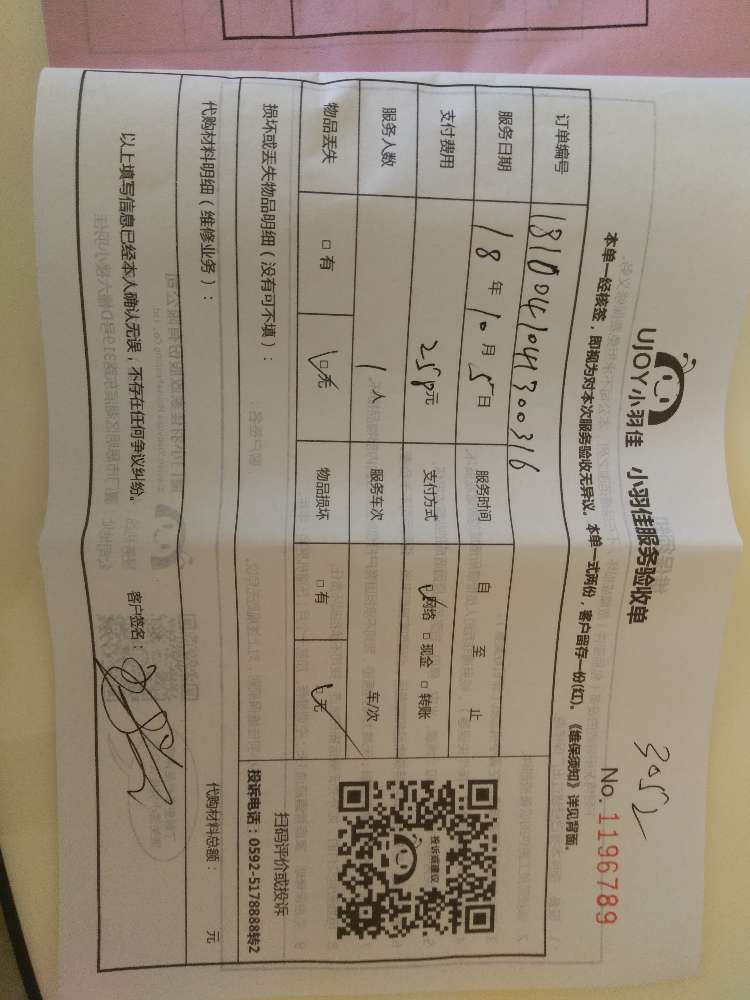 3052
UJOY小羽佳 小羽佳服务验收单
No. 1196789
本单一经核签，即视为对本次服务验收无异议。本单一式两份，客户留存一份(红)。《维保须知》详见背面。
订单编号 181004104300316
服务日期 18年10月5日 服务时间 自 至 止
支付费用 258元 支付方式 ☑网络 □现金 □转账
服务人数 1人 服务车次 车/次
物品丢失 □有 ☑无 物品损坏 □有 ☑无
投诉或建议
扫码评价或投诉
投诉电话：0592-5178888转2
损坏或丢失物品明细（没有可不填）：
代购材料明细（维修业务）： 代购材料总额： 元
以上填写信息已经本人确认无误，不存在任何争议纠纷。 客户签名：